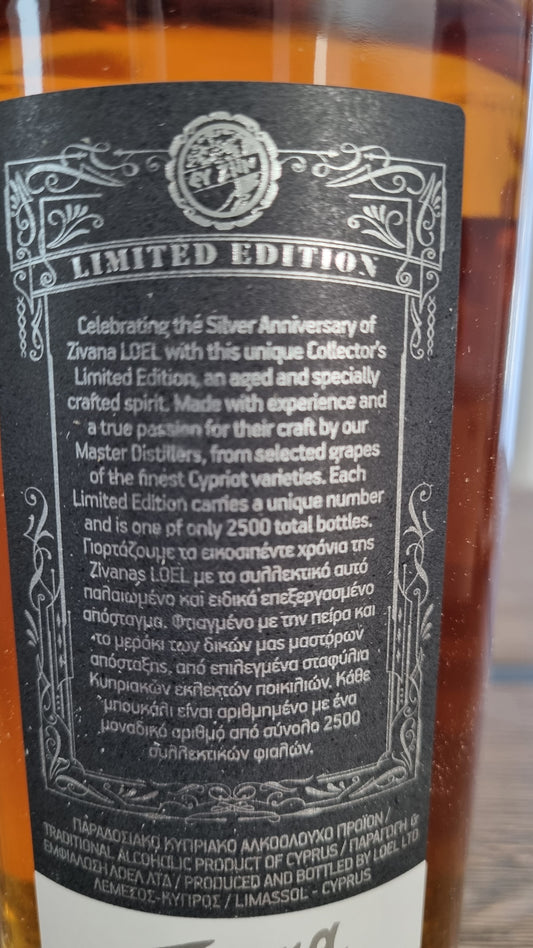 LIMITED EDITION
Celebrating the Silver Anniversary of
Zivana LOEL with this unique Collector's
Limited Edition, an aged and specially
crafted spirit. Made with experience and
a true passion for their craft by our
Master Distillers, from selected grapes
of the finest Cypriot varieties. Each
Limited Edition carries a unique number
and is one of only 2500 total bottles.
Γιορτάζουμε τα εικοσιπέντε χρόνια της
Zivanas LOEL με το συλλεκτικό αυτό
παλαιωμένο και ειδικά επεξεργασμένο
απόσταγμα. Φτιαγμένο με την πείρα και
το μεράκι των δικών μας μαστόρων
απόσταξης, από επιλεγμένα σταφύλια
Κυπριακών εκλεκτών ποικιλιών. Κάθε
μπουκάλι είναι αριθμημένο με ένα
μοναδικό αριθμό από σύνολο 2500
συλλεκτικών φιαλών.
ΠΑΡΑΔΟΣΙΑΚΟ ΚΥΠΡΙΑΚΟ ΑΛΚΟΟΛΟΥΧΟ ΠΡΟΪΟΝ /
TRADITIONAL ALCOHOLIC PRODUCT OF CYPRUS / ΠΑΡΑΓΩΓΗ &
ΕΜΦΙΑΛΩΣΗ ΛΟΕΛ ΛΤΔ / PRODUCED AND BOTTLED BY LOEL LTD
ΛΕΜΕΣΟΣ-ΚΥΠΡΟΣ / LIMASSOL - CYPRUS